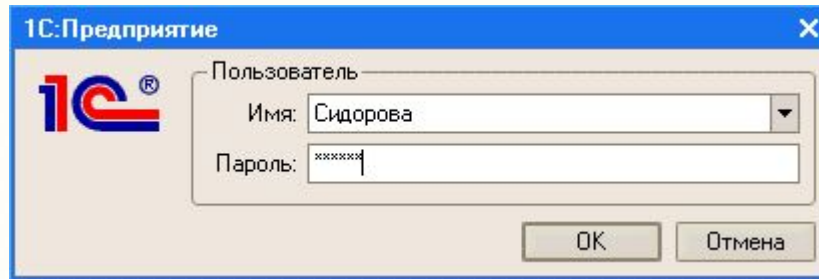 1С:Предприятие
1С®
Пользователь
Имя: Сидорова
Пароль: ******
OK Отмена